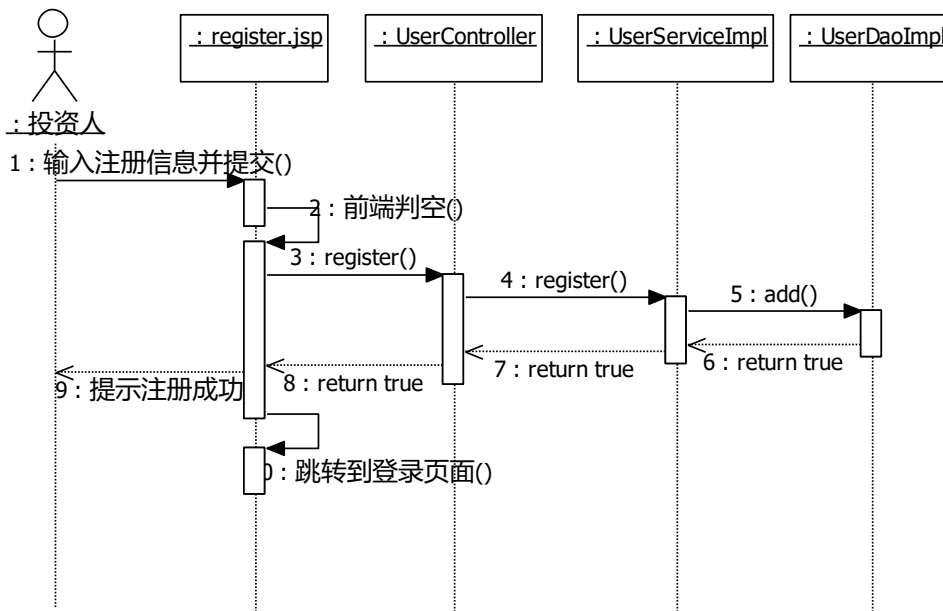 : register.jsp
: UserController
: UserServiceImpl
: UserDaoImpl
: 投资人
1 : 输入注册信息并提交()
2 : 前端判空()
3 : register()
4 : register()
5 : add()
6 : return true
7 : return true
8 : return true
9 : 提示注册成功
0 : 跳转到登录页面()